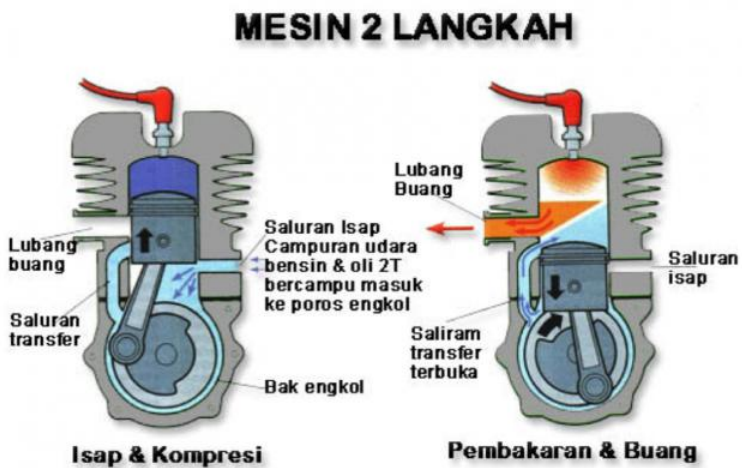 MESIN 2 LANGKAH
Lubang
buang
Saluran
transfer
Saluran Isap
Campuran udara
bensin & oli 2T
bercampu masuk
ke poros engkol
Bak engkol
Isap & Kompresi
Lubang
Buang
Saluran
isap
Saliram
transfer
terbuka
Pembakaran & Buang